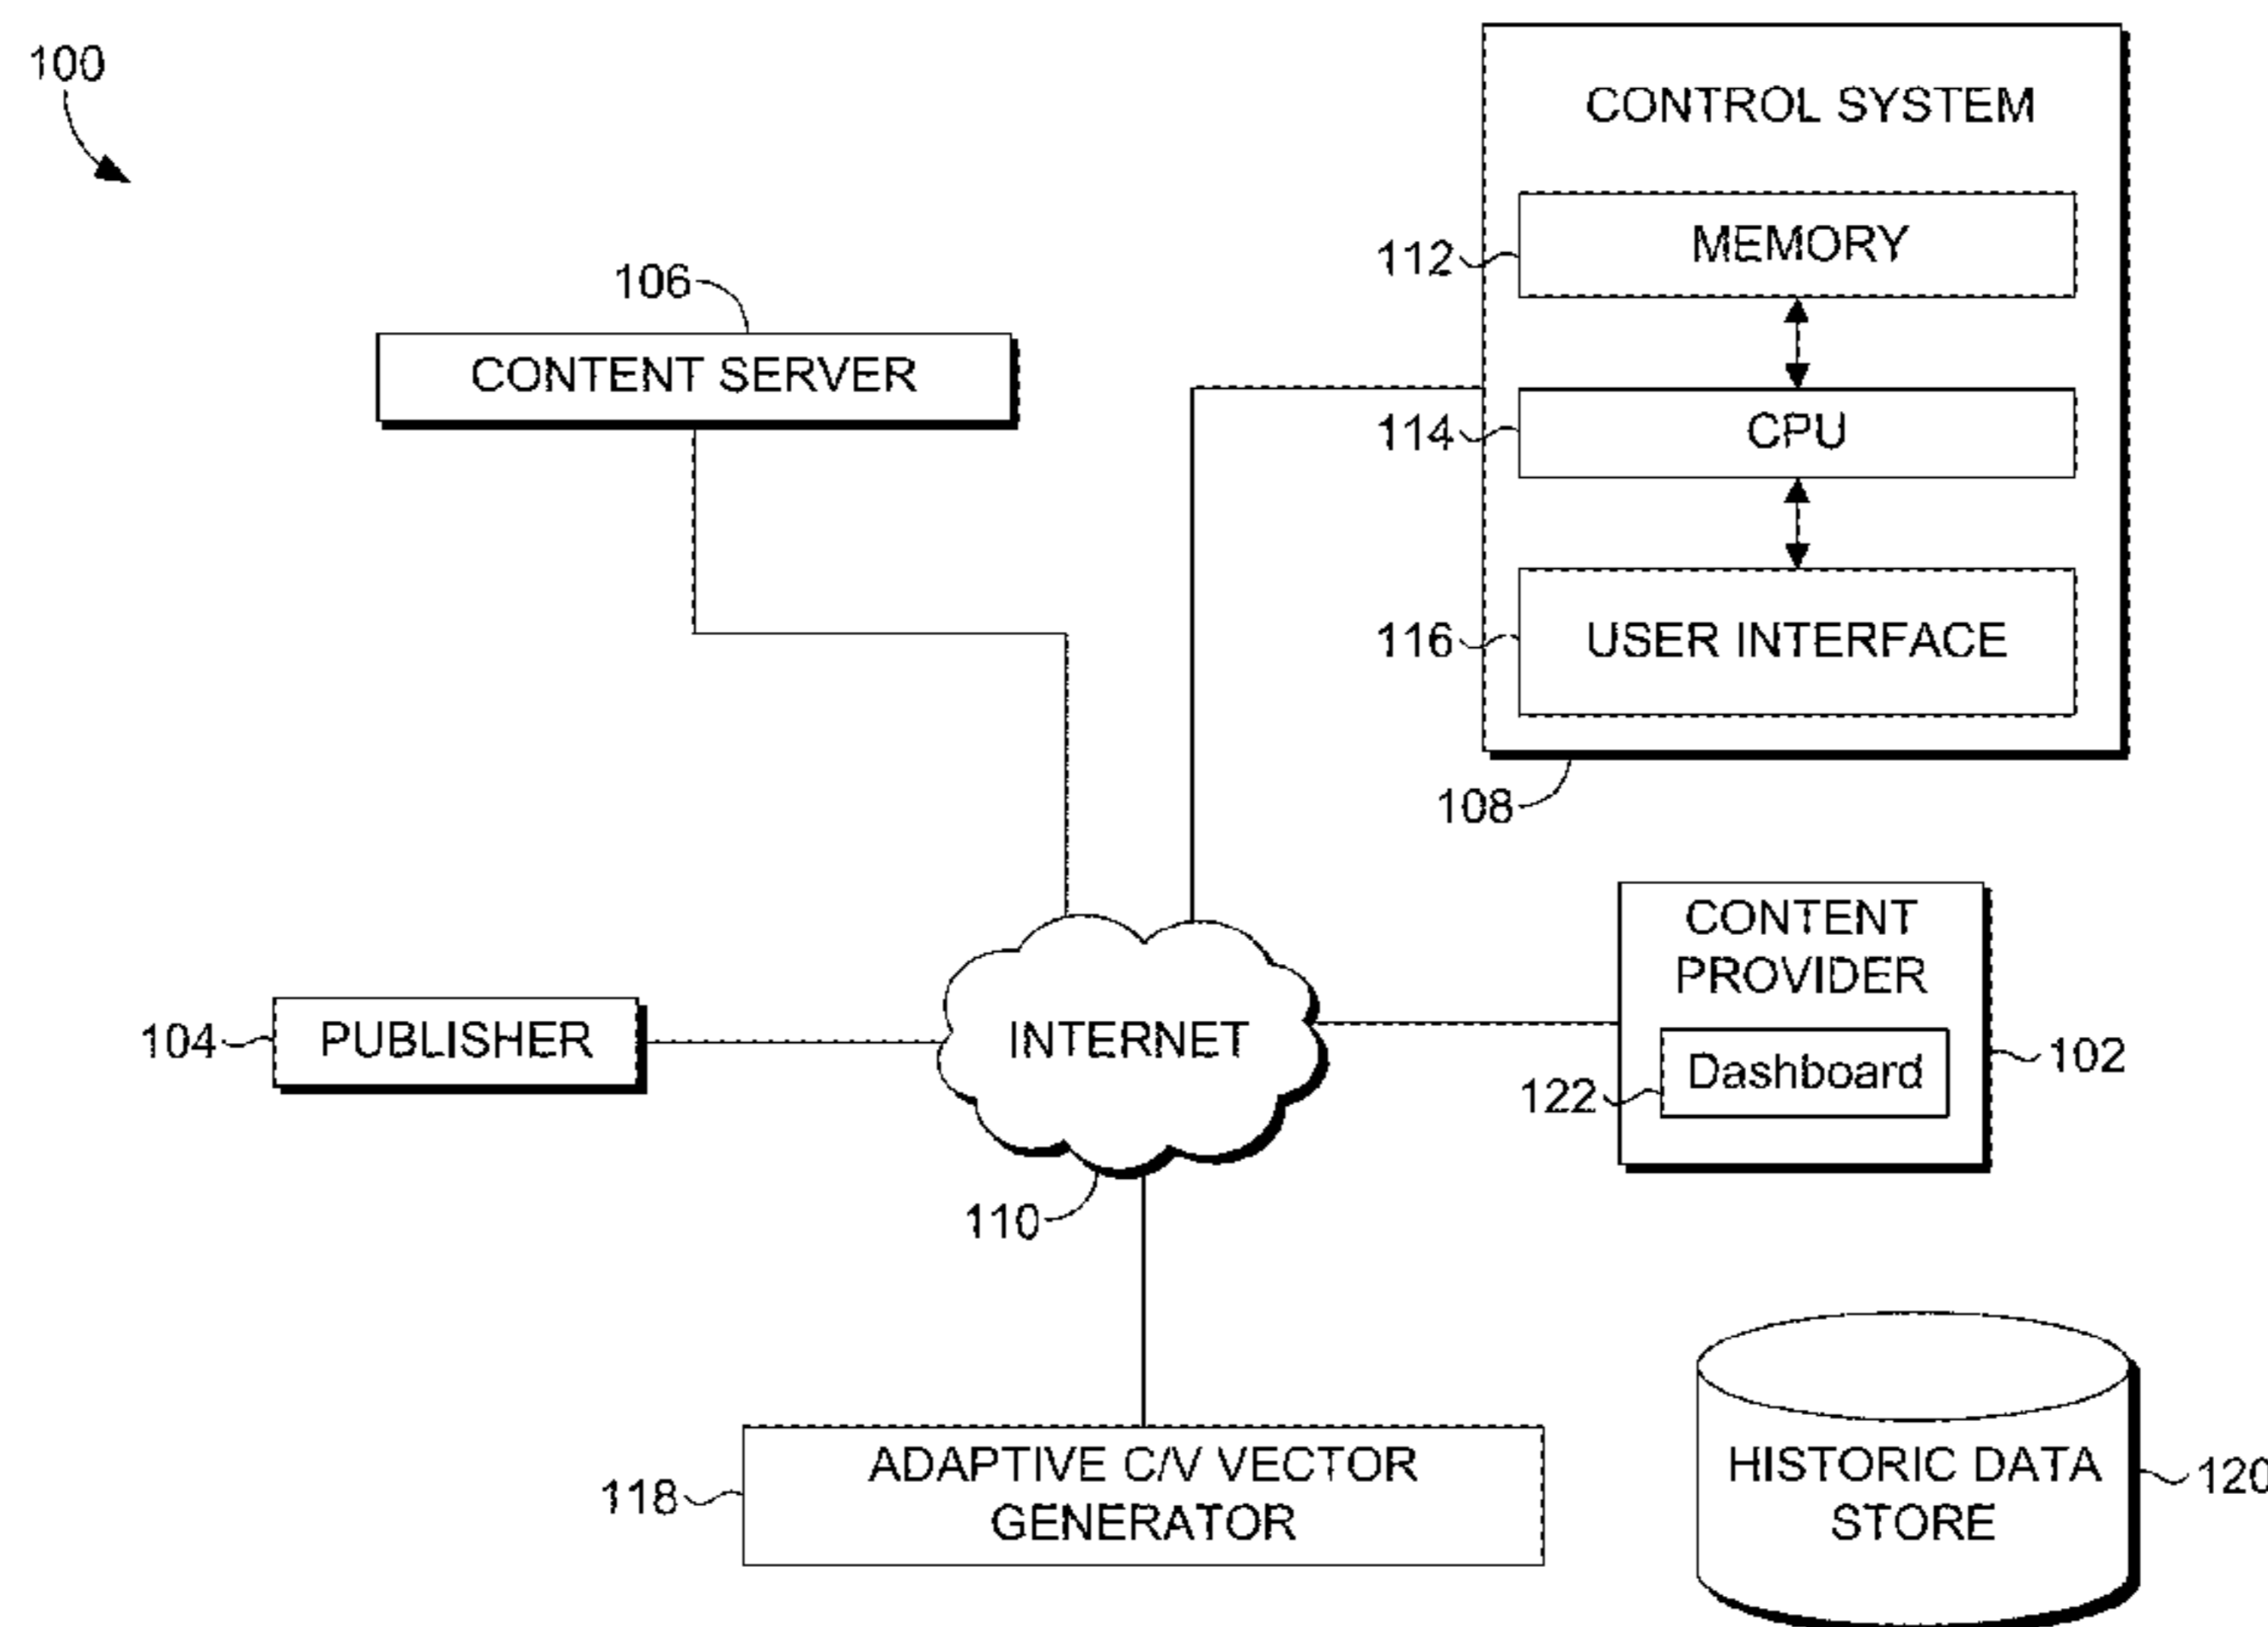 100
CONTROL SYSTEM
112
MEMORY
106
CONTENT SERVER
114
CPU
116
USER INTERFACE
108
CONTENT
PROVIDER
104
PUBLISHER
INTERNET
Dashboard
102
122
110
118
ADAPTIVE C/V VECTOR
GENERATOR
HISTORIC DATA
STORE
120